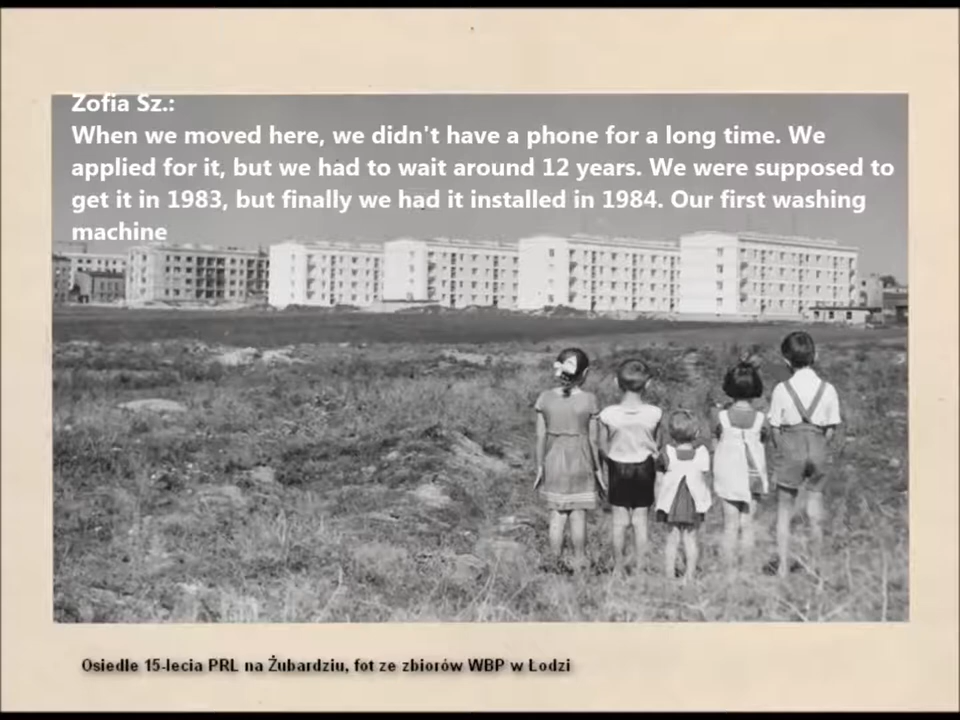 Zofia Sz.:
When we moved here, we didn't have a phone for a long time. We
applied for it, but we had to wait around 12 years. We were supposed to
get it in 1983, but finally we had it installed in 1984. Our first washing
machine
Osiedle 15-lecia PRL na Żubardziu, fot ze zbiorów WBP w Łodzi